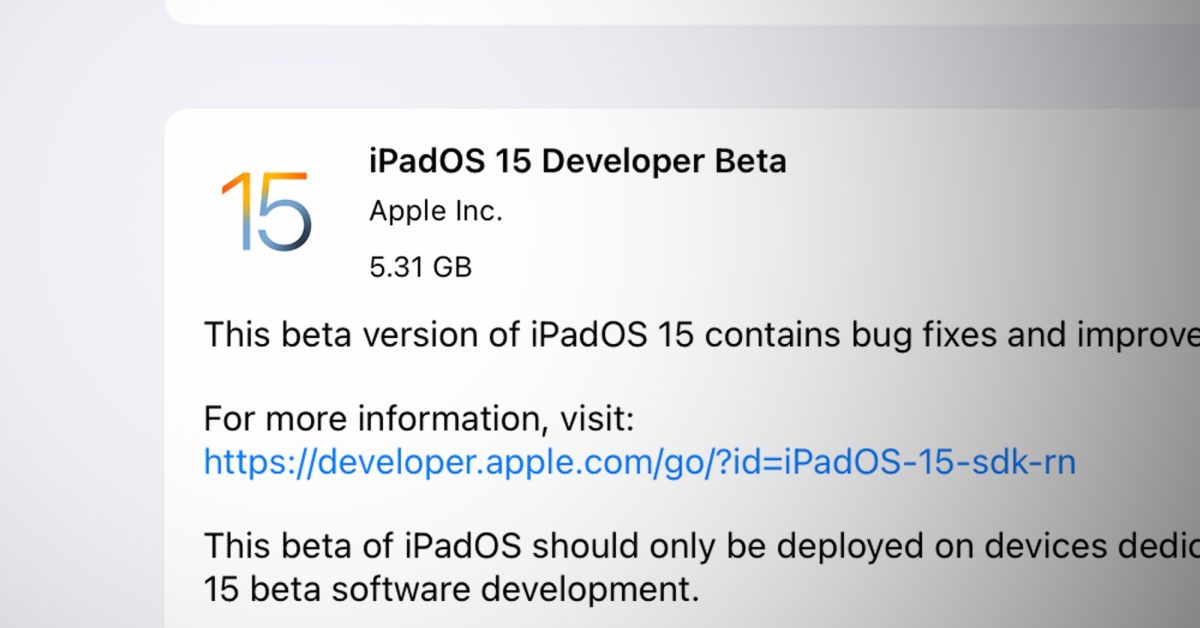 15
iPadOS 15 Developer Beta
Apple Inc.
5.31 GB
This beta version of iPadOS 15 contains bug fixes and
For more information, visit:
https://developer.apple.com/go/?id=iPadOS-15-sdk-rn
This beta of iPadOS should only be deployed on devices
15 beta software development.